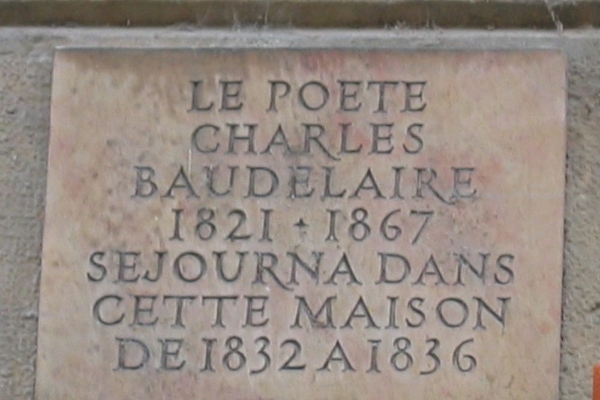 LE POETE
CHARLES
BAUDELAIRE
1821 + 1867
SEJOURNA DANS
CETTE MAISON
DE 1832 A 1836